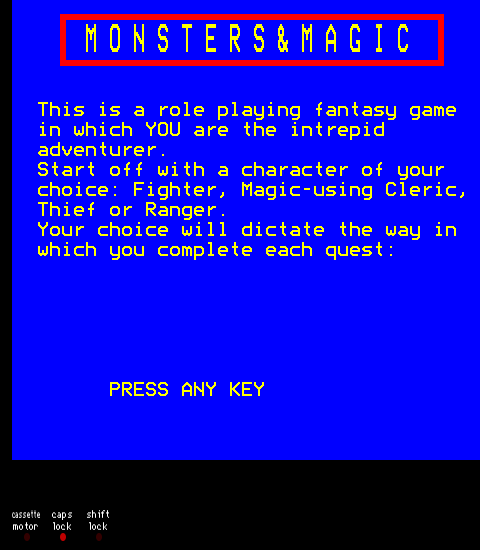 MONSTERS&MAGIC
This is a role playing fantasy game
in which YOU are the intrepid
adventurer.
Start off with a character of your
choice: Fighter, Magic-using Cleric,
Thief or Ranger.
Your choice will dictate the way in
which you complete each quest:
PRESS ANY KEY
cassette caps shift
motor lock lock